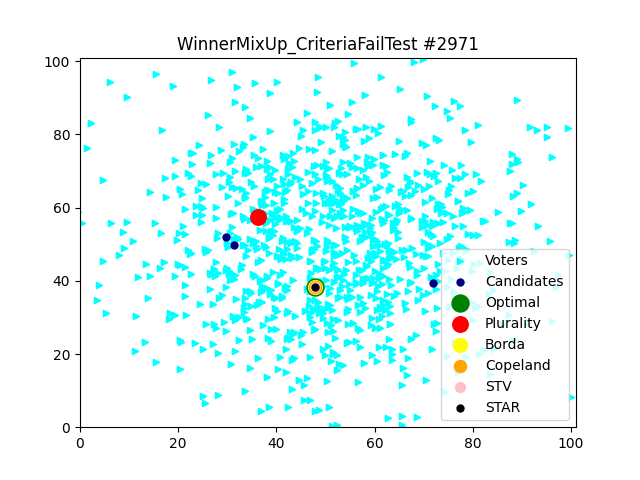 WinnerMixUp_CriteriaFailTest #2971
100
80
60
40
20
0
0
20
40
60
80
100
Voters
Candidates
Optimal
Plurality
Borda
Copeland
STV
STAR